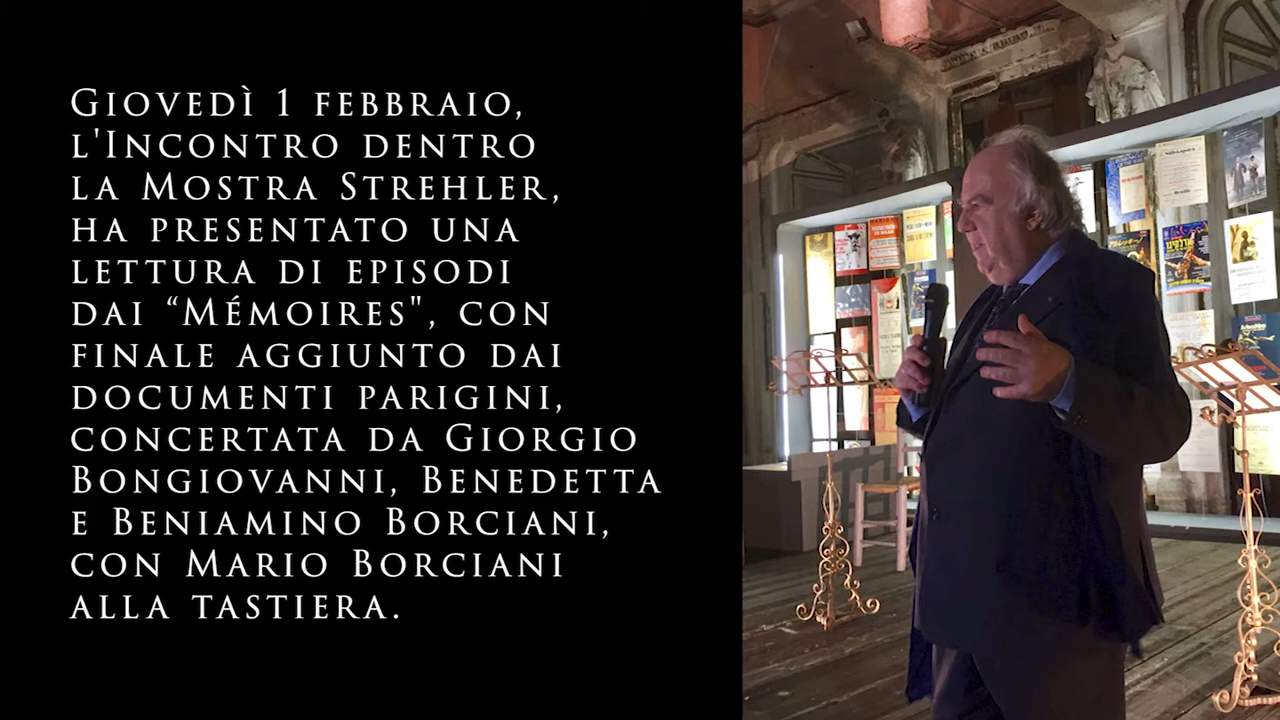 Giovedì 1 febbraio,
l'Incontro dentro
la Mostra Strehler,
ha presentato una
lettura di episodi
dai “Mémoires", con
finale aggiunto dai
documenti parigini,
concertata da Giorgio
Bongiovanni, Benedetta
e Beniamino Borciani,
con Mario Borciani
alla tastiera.